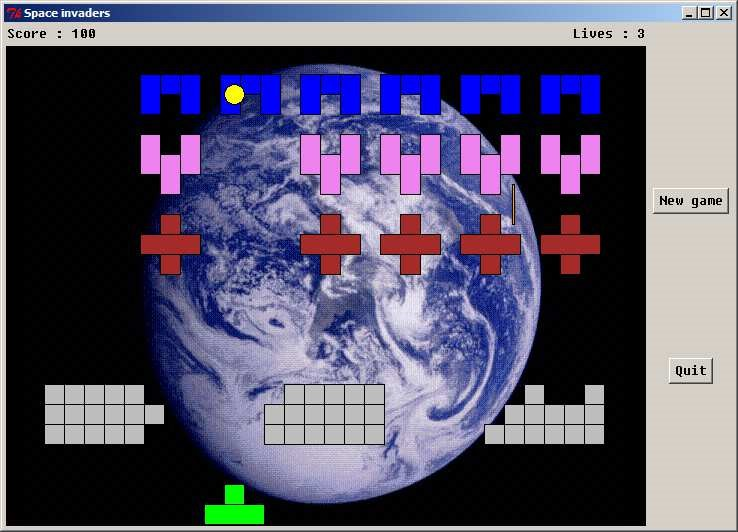 Space invaders
Score : 100
Lives : 3
New game
Quit